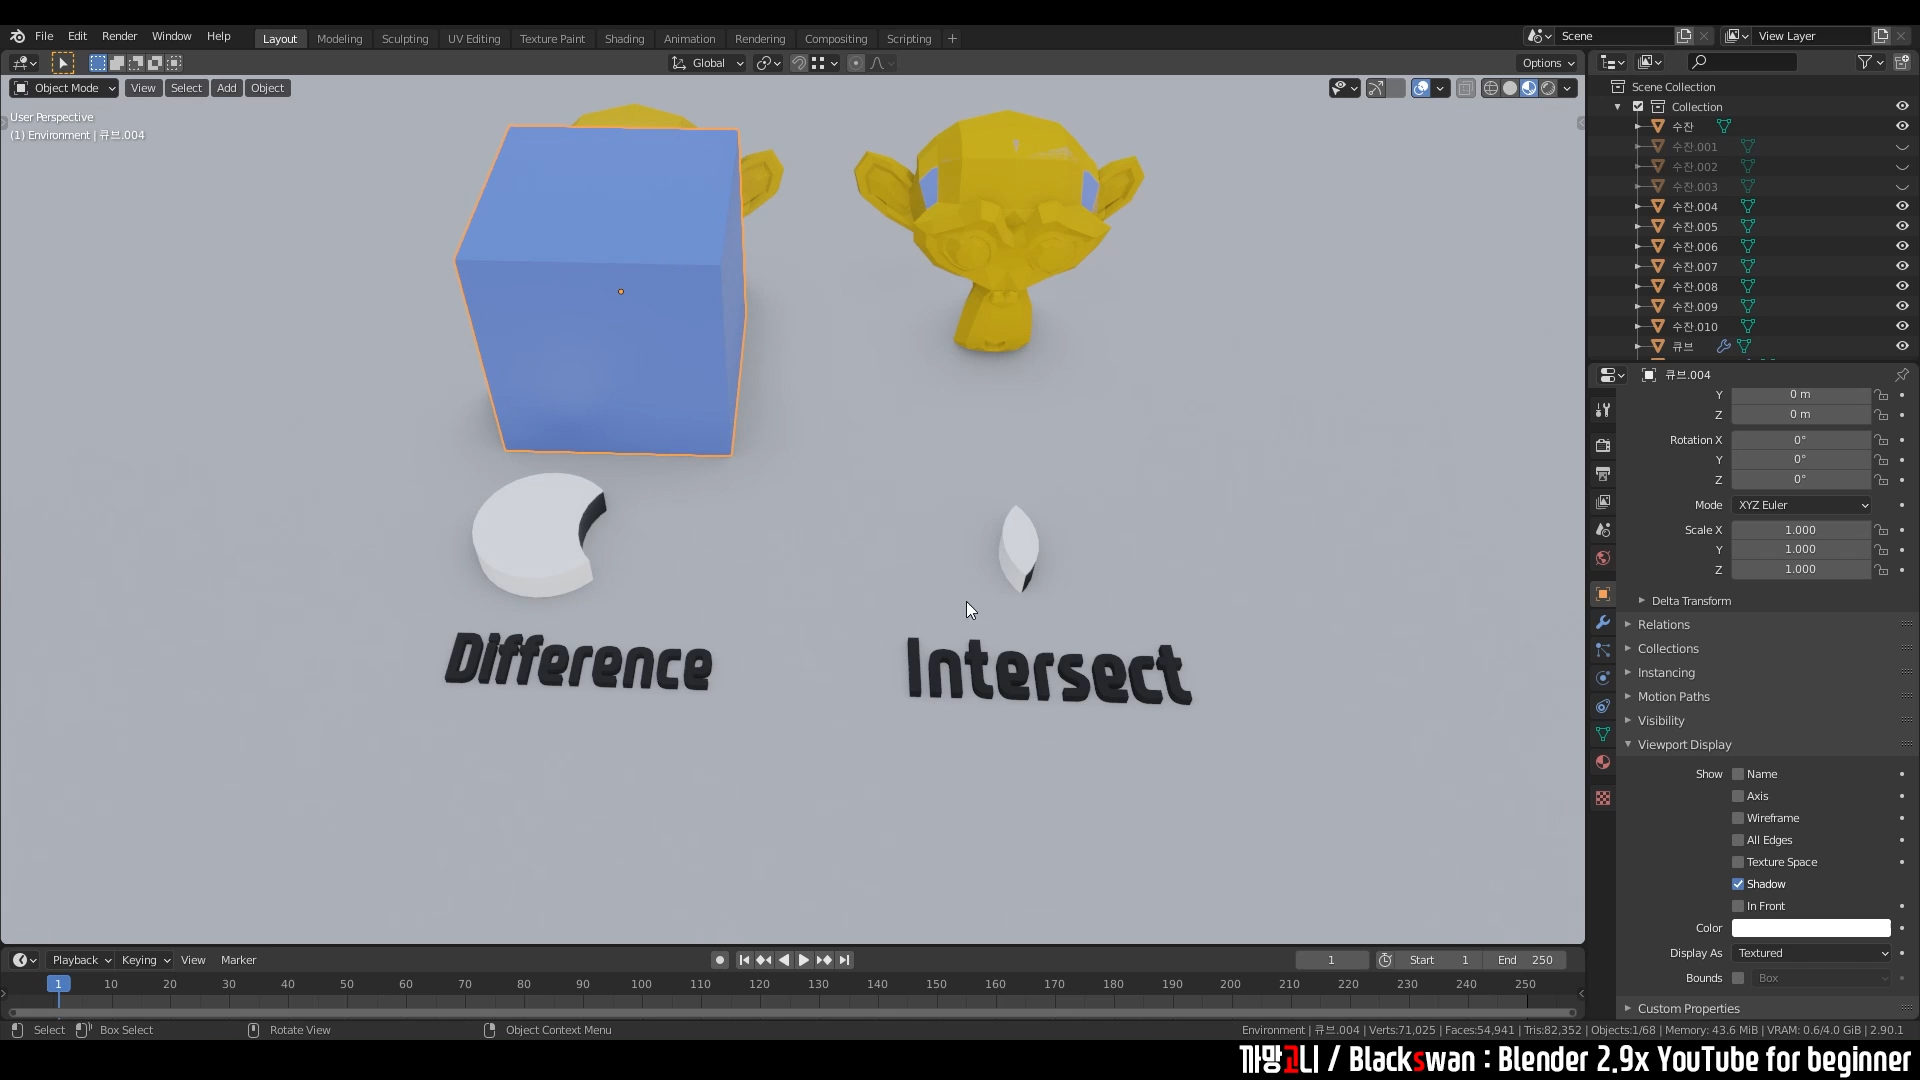 File Edit Render Window Help Layout Modeling Sculpting UV Editing Texture Paint Shading Animation Rendering Compositing Scripting + Scene View Layer
Global Options
Object Mode View Select Add Object
User Perspective
(1) Environment | 큐브.004
Difference
Intersect
Scene Collection
Collection
수잔
수잔.001
수잔.002
수잔.003
수잔.004
수잔.005
수잔.006
수잔.007
수잔.008
수잔.009
수잔.010
큐브
큐브.004
Y 0 m
Z 0 m
Rotation X 0°
Y 0°
Z 0°
Mode XYZ Euler
Scale X 1.000
Y 1.000
Z 1.000
Delta Transform
Relations
Collections
Instancing
Motion Paths
Visibility
Viewport Display
Show Name
Axis
Wireframe
All Edges
Texture Space
Shadow
In Front
Color
Display As Textured
Bounds Box
Custom Properties
Playback Keying View Marker 1 Start 1 End 250
1 10 20 30 40 50 60 70 80 90 100 110 120 130 140 150 160 170 180 190 200 210 220 230 240 250
Select Box Select Rotate View Object Context Menu Environment | 큐브.004 | Verts:71,025 | Faces:54,941 | Tris:82,352 | Objects:1/68 | Memory: 43.6 MiB | VRAM: 0.6/4.0 GiB | 2.90.1
까망고니 / Blackswan : Blender 2.9x YouTube for beginner